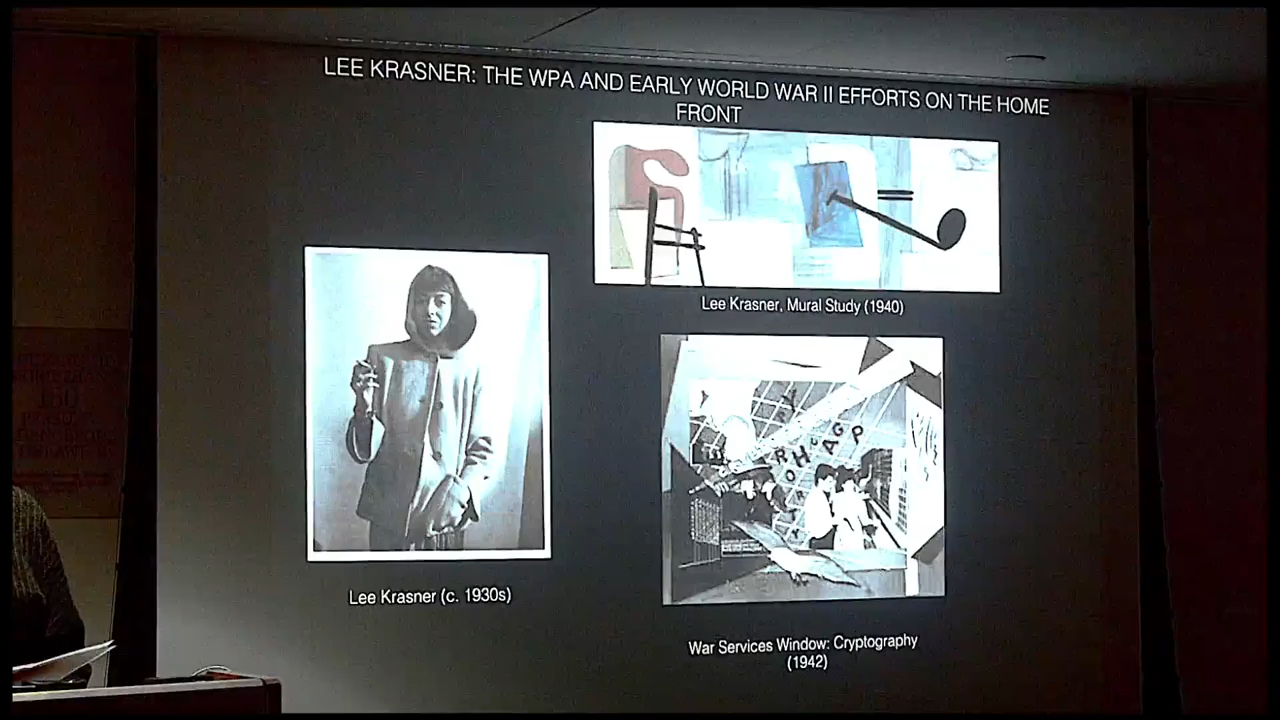 LEE KRASNER: THE WPA AND EARLY WORLD WAR II EFFORTS ON THE HOME
FRONT
Lee Krasner, Mural Study (1940)
Lee Krasner (c. 1930s)
War Services Window: Cryptography
(1942)